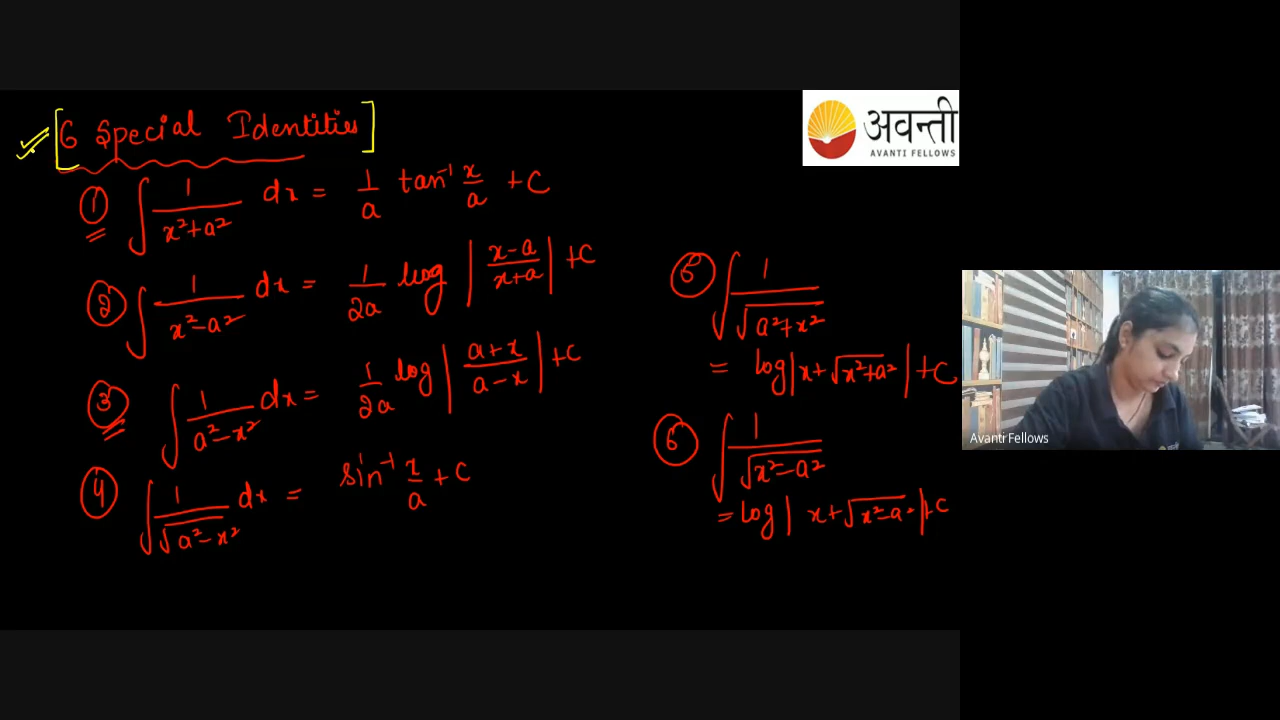 6 Special Identities
① ∫ 1/(x²+a²) dx = 1/a tan⁻¹ x/a + C
② ∫ 1/(x²-a²) dx = 1/2a log |(x-a)/(x+a)| + C
③ ∫ 1/(a²-x²) dx = 1/2a log |(a+x)/(a-x)| + C
④ ∫ 1/√(a²-x²) dx = sin⁻¹ x/a + C
⑤ ∫ 1/√(a²+x²)
= log|x+√(x²+a²)| + C
⑥ ∫ 1/√(x²-a²)
= log| x+√(x²-a·)| + C
अवन्ती
AVANTI FELLOWS
Avanti Fellows